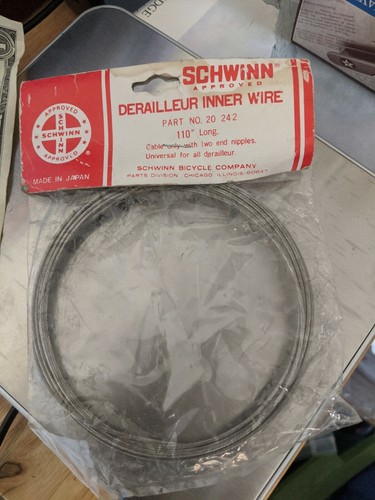 SCHWINN
APPROVED
DERAILLEUR INNER WIRE
PART NO. 20 242
110" Long.
Cable only with two end nipples.
Universal for all derailleur.
SCHWINN BICYCLE COMPANY
PARTS DIVISION, CHICAGO, ILLINOIS-60647
APPROVED
SCHWINN
SCHWINN
APPROVED
MADE IN JAPAN